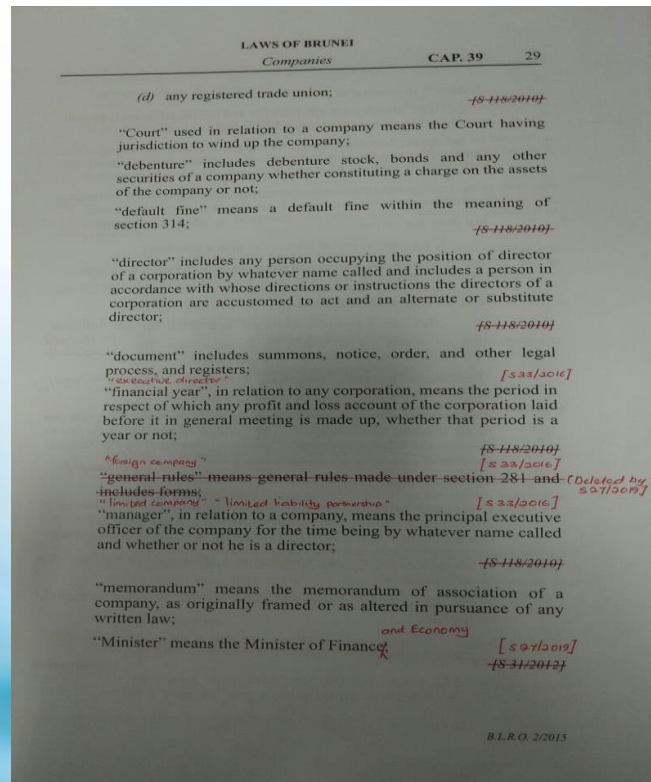 LAWS OF BRUNEI
Companies CAP. 39 29
(d) any registered trade union;
[S 118/2010]
“Court” used in relation to a company means the Court having
jurisdiction to wind up the company;
“debenture” includes debenture stock, bonds and any other
securities of a company whether constituting a charge on the assets
of the company or not;
“default fine” means a default fine within the meaning of
section 314;
[S 118/2010]
“director” includes any person occupying the position of director
of a corporation by whatever name called and includes a person in
accordance with whose directions or instructions the directors of a
corporation are accustomed to act and an alternate or substitute
director;
[S 118/2010]
“document” includes summons, notice, order, and other legal
process, and registers;
"executive director" [S33/2016]
“financial year”, in relation to any corporation, means the period in
respect of which any profit and loss account of the corporation laid
before it in general meeting is made up, whether that period is a
year or not;
[S 118/2010]
"foreign company" [S 33/2016]
“general rules” means general rules made under section 281 and (Deleted by
includes forms; S27/2019]
"limited company" - "limited liability partnership" [S33/2016]
“manager”, in relation to a company, means the principal executive
officer of the company for the time being by whatever name called
and whether or not he is a director;
[S 118/2010]
“memorandum” means the memorandum of association of a
company, as originally framed or as altered in pursuance of any
written law;
and Economy
“Minister” means the Minister of Finance; [S27/2019]
[S 31/2012]
B.L.R.O. 2/2015